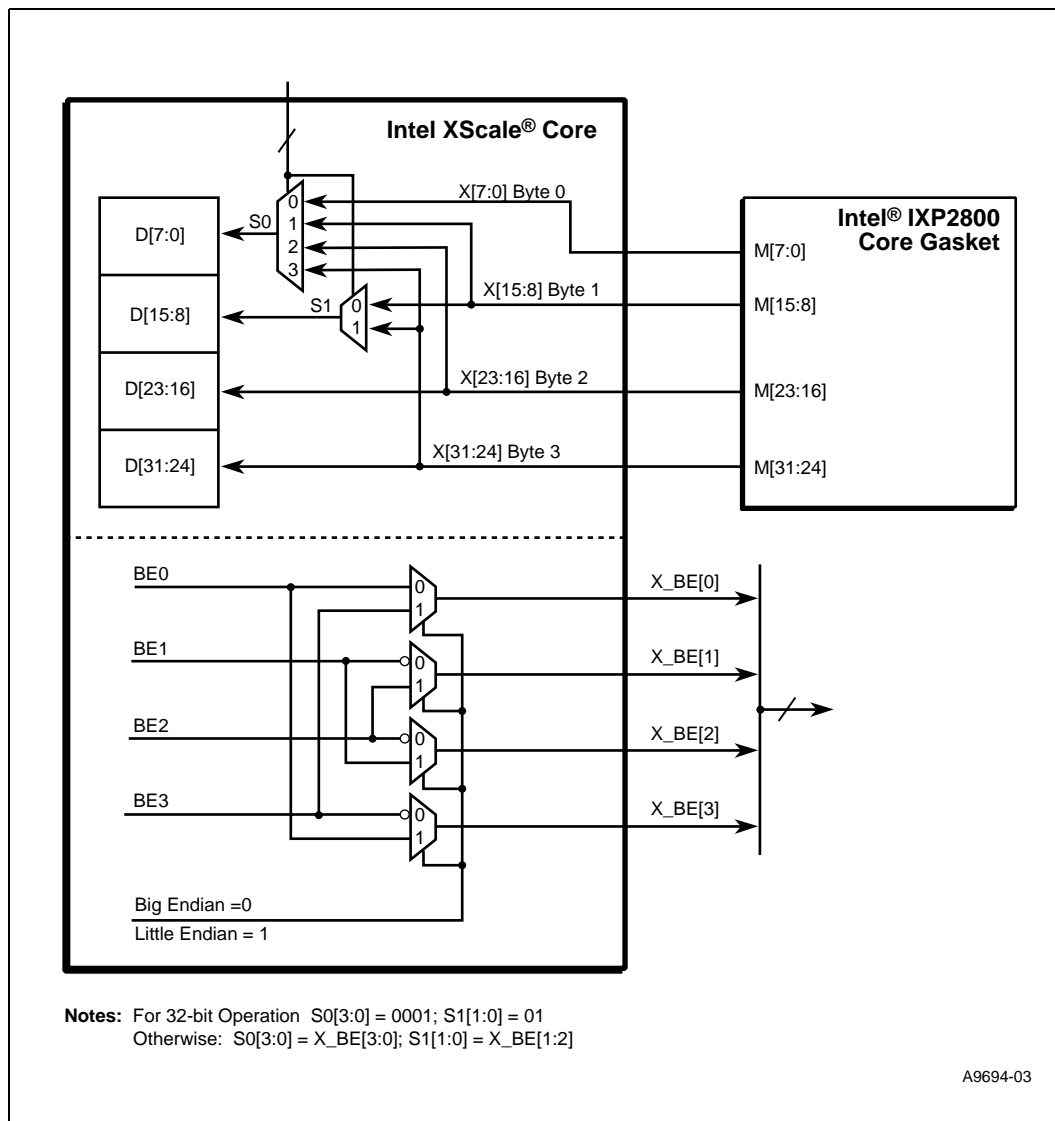 Intel XScale® Core
Intel® IXP2800
Core Gasket
X[7:0] Byte 0
X[15:8] Byte 1
X[23:16] Byte 2
X[31:24] Byte 3
M[7:0]
M[15:8]
M[23:16]
M[31:24]
D[7:0]
D[15:8]
D[23:16]
D[31:24]
S0
0
1
2
3
S1
0
1
BE0
0
1
X_BE[0]
BE1
0
1
X_BE[1]
BE2
0
1
X_BE[2]
BE3
0
1
X_BE[3]
Big Endian =0
Little Endian = 1
Notes: For 32-bit Operation S0[3:0] = 0001; S1[1:0] = 01
Otherwise: S0[3:0] = X_BE[3:0]; S1[1:0] = X_BE[1:2]
A9694-03